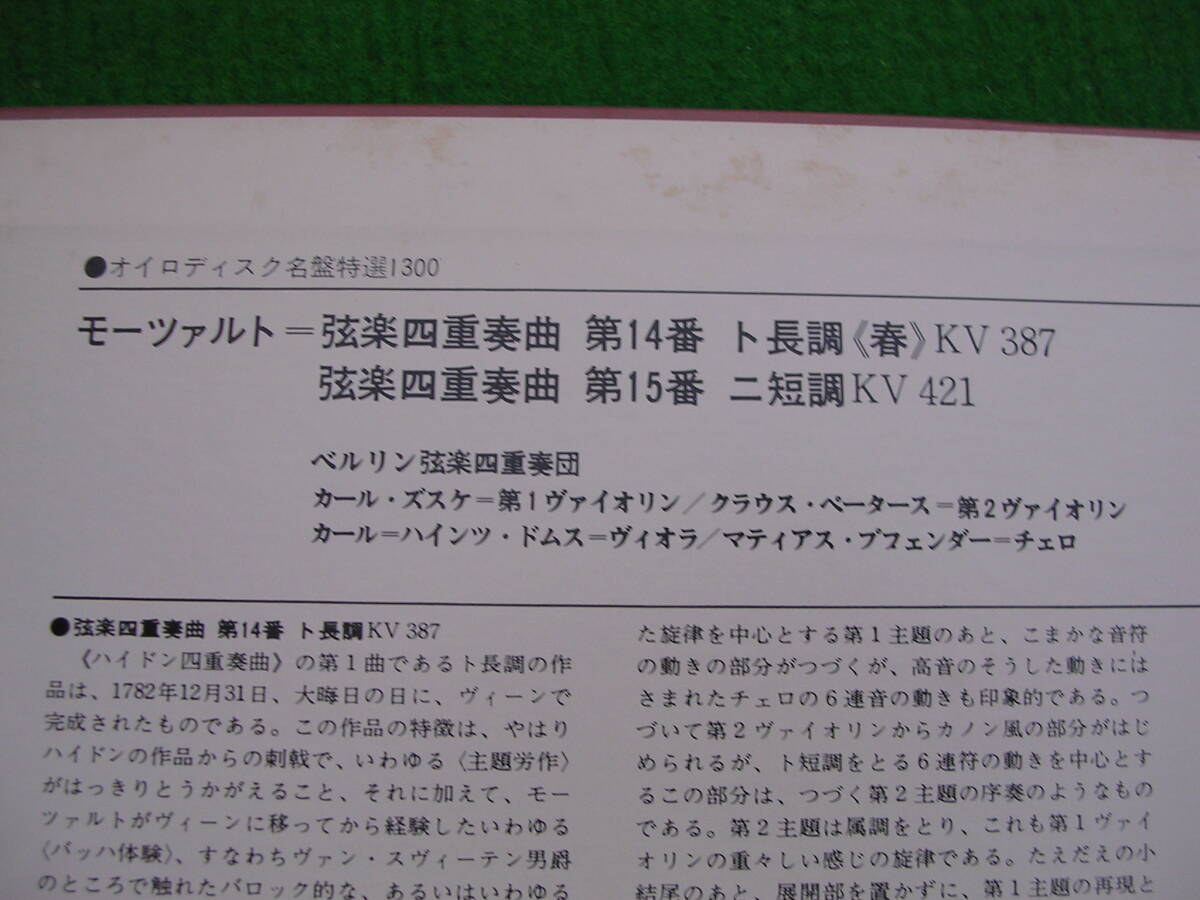 ●オイロディスク名盤特選1300
モーツァルト＝弦楽四重奏曲 第14番 ト長調《春》KV 387
弦楽四重奏曲 第15番 ニ短調KV 421
ベルリン弦楽四重奏団
カール・ズスケ＝第1ヴァイオリン／クラウス・ペータース＝第2ヴァイオリン
カール＝ハインツ・ドムス＝ヴィオラ／マティアス・プフェンダー＝チェロ
●弦楽四重奏曲 第14番 ト長調KV 387
《ハイドン四重奏曲》の第1曲であるト長調の作
品は、1782年12月31日、大晦日の日に、ヴィーンで
完成されたものである。この作品の特徴は、やはり
ハイドンの作品からの刺戟で、いわゆる〈主題労作〉
がはっきりとうかがえること、それに加えて、モー
ツァルトがヴィーンに移ってから経験したいわゆる
〈バッハ体験〉、すなわちヴァン・スヴィーテン男爵
のところで触れたバロック的な、あるいはいわゆる
た旋律を中心とする第1主題のあと、こまかな音符
の動きの部分がつづくが、高音のそうした動きには
さまれたチェロの6連音の動きも印象的である。つ
づいて第2ヴァイオリンからカノン風の部分がはじ
められるが、ト短調をとる6連符の動きを中心とす
るこの部分は、つづく第2主題の序奏のようなもの
である。第2主題は属調をとり、これも第1ヴァイ
オリンの重々しい感じの旋律である。たえだえの小
結尾のあと、展開部を置かずに、第1主題の再現と